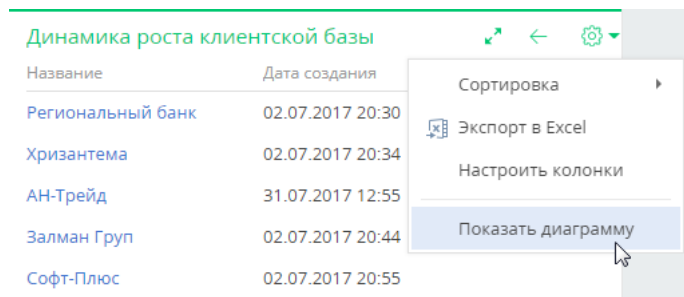 Динамика роста клиентской базы
Название Дата создания
Региональный банк 02.07.2017 20:30
Хризантема 02.07.2017 20:34
АН-Трейд 31.07.2017 12:55
Залман Груп 02.07.2017 20:44
Софт-Плюс 02.07.2017 20:55
Сортировка
Экспорт в Excel
Настроить колонки
Показать диаграмму